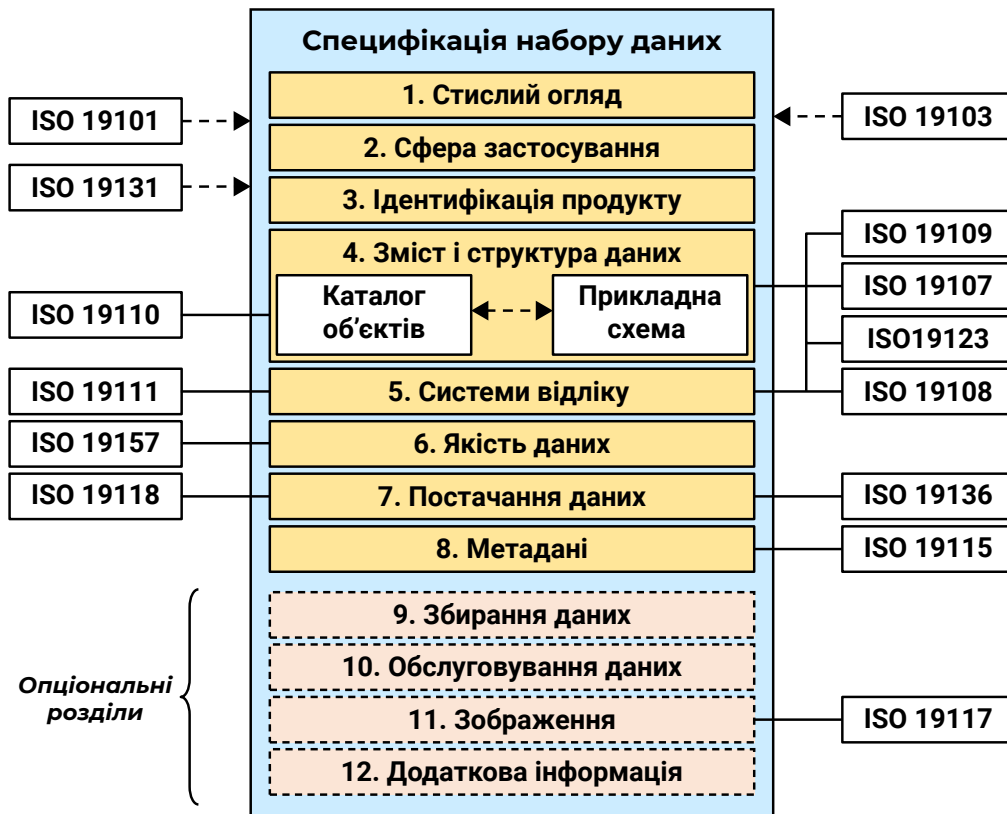 Специфікація набору даних
1. Стислий огляд
ISO 19101
ISO 19103
2. Сфера застосування
ISO 19131
3. Ідентифікація продукту
ISO 19109
4. Зміст і структура даних
ISO 19107
Каталог
об’єктів
Прикладна
схема
ISO 19110
ISO19123
ISO 19111
5. Системи відліку
ISO 19108
ISO 19157
6. Якість даних
ISO 19118
7. Постачання даних
ISO 19136
8. Метадані
ISO 19115
9. Збирання даних
10. Обслуговування даних
Опціональні
розділи
11. Зображення
ISO 19117
12. Додаткова інформація